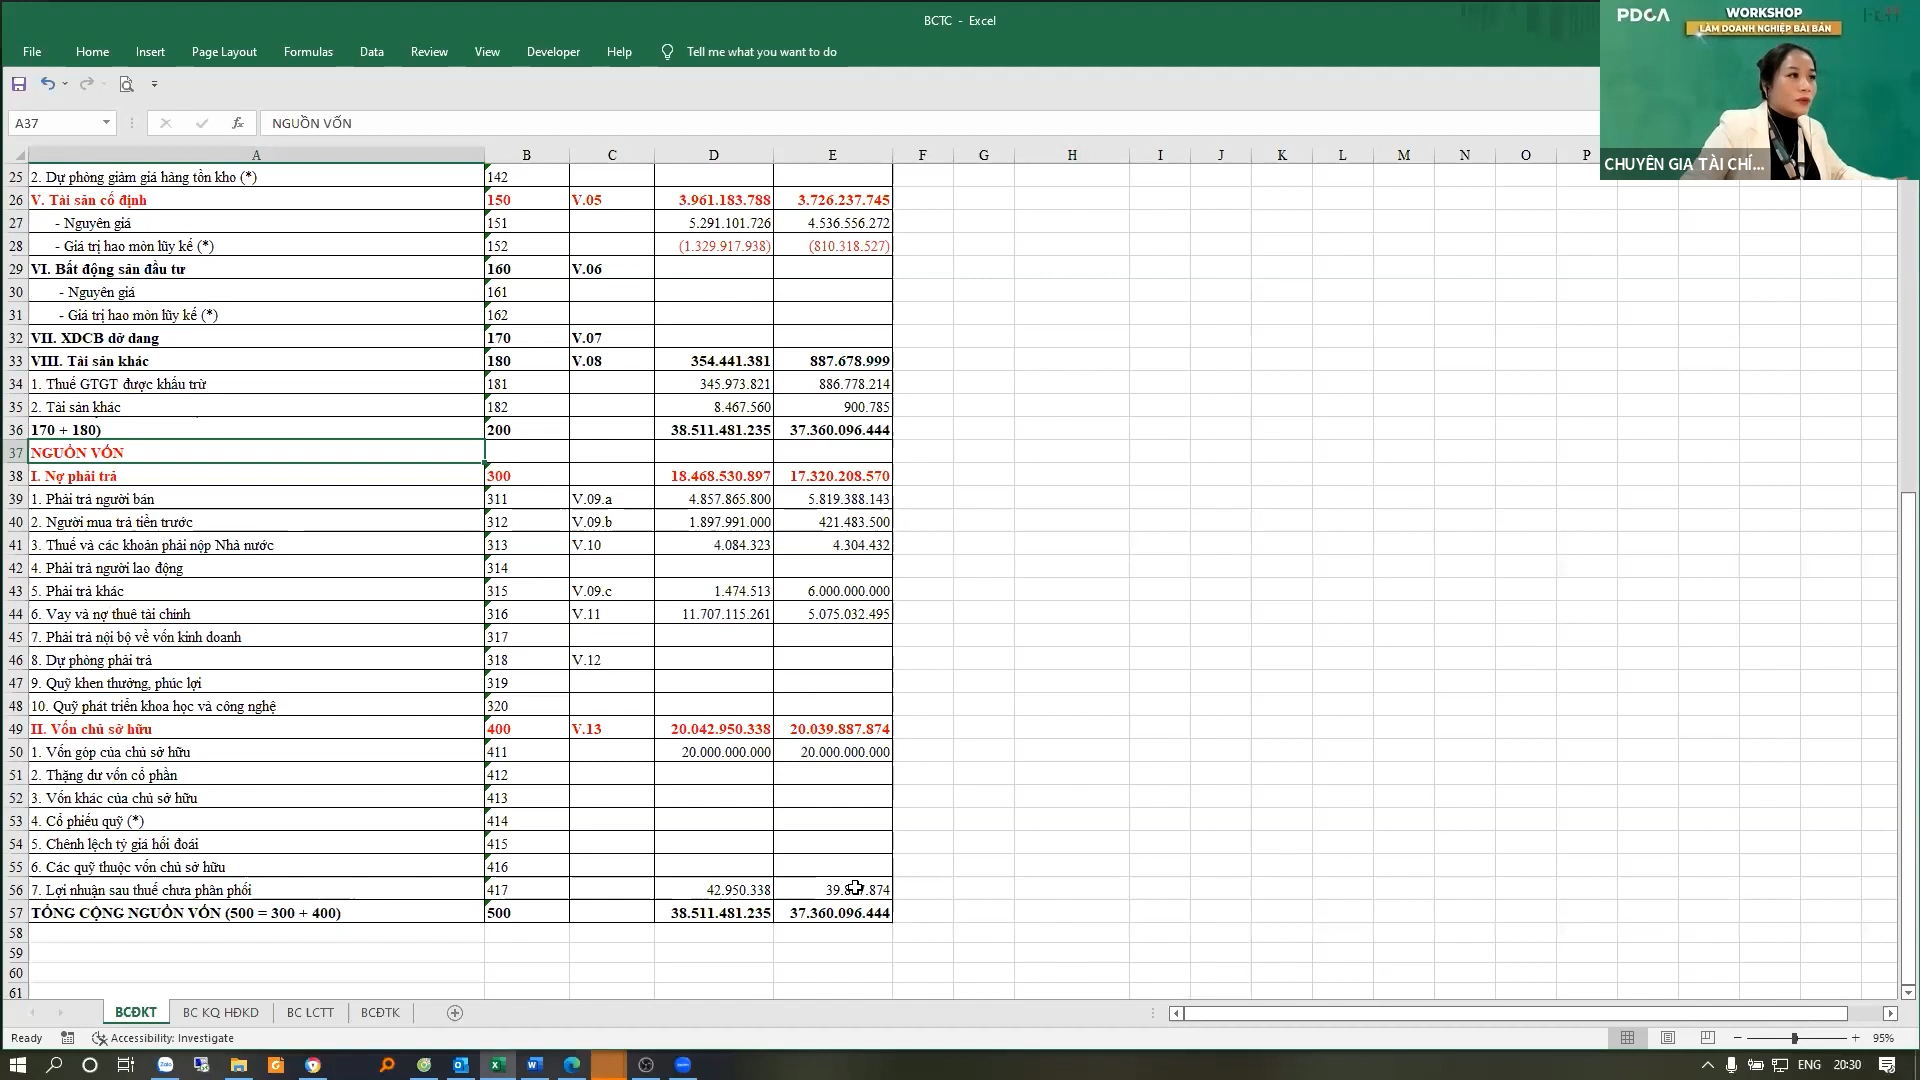 BCTC - Excel
PDCA WORKSHOP
LÀM DOANH NGHIỆP BÀI BẢN
File Home Insert Page Layout Formulas Data Review View Developer Help Tell me what you want to do
A37 fx NGUỒN VỐN
CHUYÊN GIA TÀI CHÍ...
A B C D E F G H I J K L M N O P
25 2. Dự phòng giảm giá hàng tồn kho (*) 142
26 V. Tài sản cố định 150 V.05 3.961.183.788 3.726.237.745
27 - Nguyên giá 151 5.291.101.726 4.536.556.272
28 - Giá trị hao mòn lũy kế (*) 152 (1.329.917.938) (810.318.527)
29 VI. Bất động sản đầu tư 160 V.06
30 - Nguyên giá 161
31 - Giá trị hao mòn lũy kế (*) 162
32 VII. XDCB dở dang 170 V.07
33 VIII. Tài sản khác 180 V.08 354.441.381 887.678.999
34 1. Thuế GTGT được khấu trừ 181 345.973.821 886.778.214
35 2. Tài sản khác 182 8.467.560 900.785
36 170 + 180) 200 38.511.481.235 37.360.096.444
37 NGUỒN VỐN
38 I. Nợ phải trả 300 18.468.530.897 17.320.208.570
39 1. Phải trả người bán 311 V.09.a 4.857.865.800 5.819.388.143
40 2. Người mua trả tiền trước 312 V.09.b 1.897.991.000 421.483.500
41 3. Thuế và các khoản phải nộp Nhà nước 313 V.10 4.084.323 4.304.432
42 4. Phải trả người lao động 314
43 5. Phải trả khác 315 V.09.c 1.474.513 6.000.000.000
44 6. Vay và nợ thuê tài chính 316 V.11 11.707.115.261 5.075.032.495
45 7. Phải trả nội bộ về vốn kinh doanh 317
46 8. Dự phòng phải trả 318 V.12
47 9. Quỹ khen thưởng, phúc lợi 319
48 10. Quỹ phát triển khoa học và công nghệ 320
49 II. Vốn chủ sở hữu 400 V.13 20.042.950.338 20.039.887.874
50 1. Vốn góp của chủ sở hữu 411 20.000.000.000 20.000.000.000
51 2. Thặng dư vốn cổ phần 412
52 3. Vốn khác của chủ sở hữu 413
53 4. Cổ phiếu quỹ (*) 414
54 5. Chênh lệch tỷ giá hối đoái 415
55 6. Các quỹ thuộc vốn chủ sở hữu 416
56 7. Lợi nhuận sau thuế chưa phân phối 417 42.950.338
57 TỔNG CỘNG NGUỒN VỐN (500 = 300 + 400) 500 38.511.481.235 37.360.096.444
58
59
60
61
BCĐKT BC KQ HĐKD BC LCTT BCĐTK
Ready Accessibility: Investigate 95%
ENG 20:30